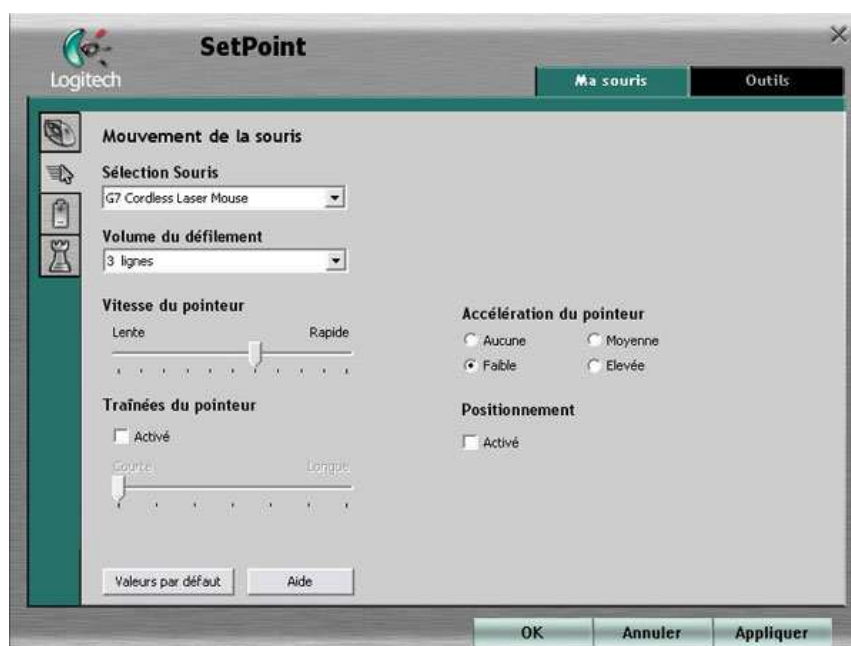 SetPoint
Logitech
Ma souris
Outils
Mouvement de la souris
Sélection Souris
G7 Cordless Laser Mouse
Volume du défilement
3 lignes
Vitesse du pointeur
Lente
Rapide
Accélération du pointeur
Aucune
Moyenne
Faible
Elevée
Traînées du pointeur
Activé
Courte
Longue
Positionnement
Activé
Valeurs par défaut
Aide
OK
Annuler
Appliquer